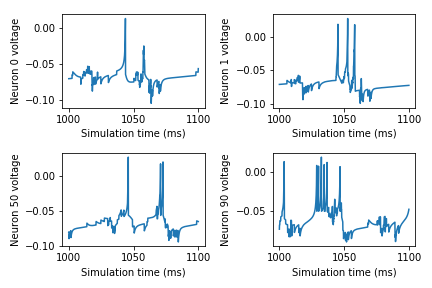 Neuron 0 voltage
0.00
−0.05
−0.10
1000
1050
1100
Simulation time (ms)
Neuron 1 voltage
0.00
−0.05
−0.10
1000
1050
1100
Simulation time (ms)
Neuron 50 voltage
0.00
−0.05
−0.10
1000
1050
1100
Simulation time (ms)
Neuron 90 voltage
0.00
−0.05
1000
1050
1100
Simulation time (ms)